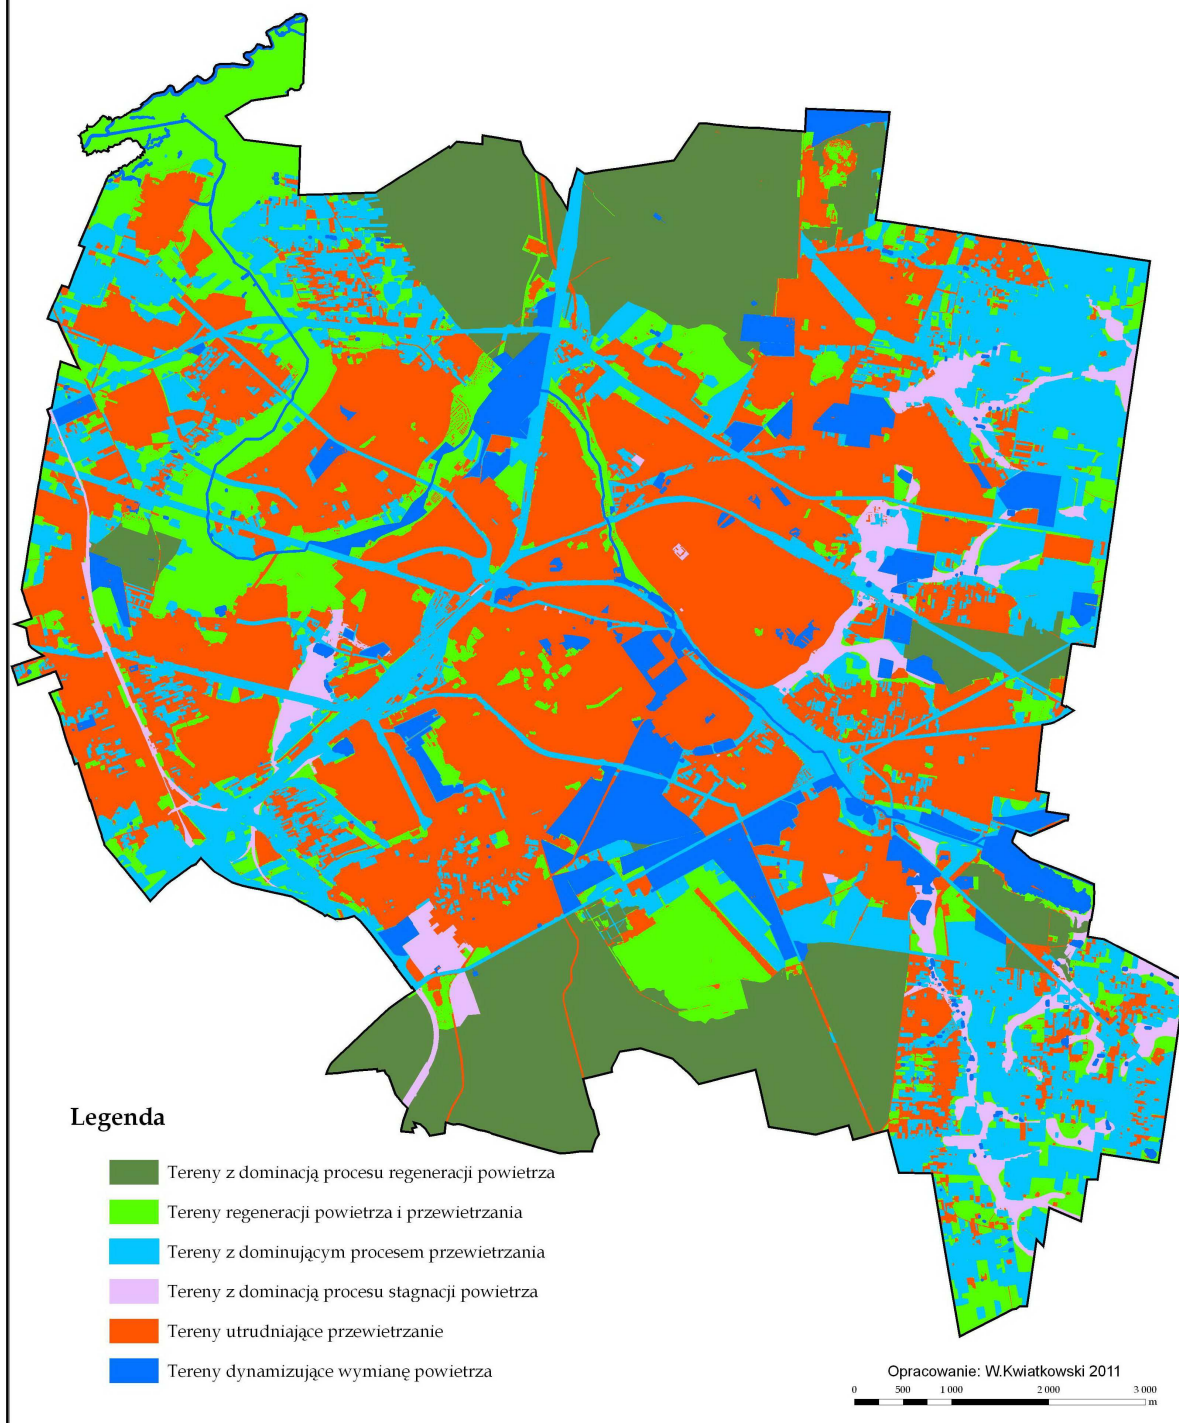 Legenda
Tereny z dominacją procesu regeneracji powietrza
Tereny regeneracji powietrza i przewietrzania
Tereny z dominującym procesem przewietrzania
Tereny z dominacją procesu stagnacji powietrza
Tereny utrudniające przewietrzanie
Tereny dynamizujące wymianę powietrza
Opracowanie: W.Kwiatkowski 2011
0 500 1 000 2 000 3 000
m